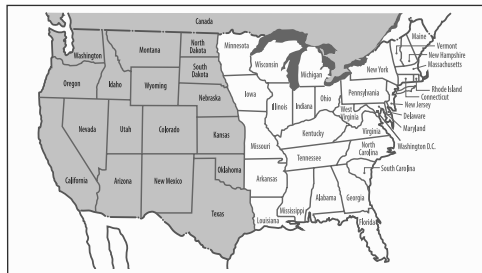 Canada
Washington
Montana
North
Dakota
Minnesota
Maine
Vermont
New Hampshire
Massachusetts
Oregon
Idaho
Wyoming
South
Dakota
Wisconsin
Michigan
New York
Rhode Island
Connecticut
New Jersey
Delaware
Maryland
Washington D.C.
Nebraska
Iowa
Illinois
Indiana
Ohio
Pennsylvania
West
Virginia
Virginia
Nevada
Utah
Colorado
Kansas
Missouri
Kentucky
North
Carolina
South Carolina
Tennessee
California
Arizona
New Mexico
Oklahoma
Arkansas
Texas
Louisiana
Mississippi
Alabama
Georgia
Florida